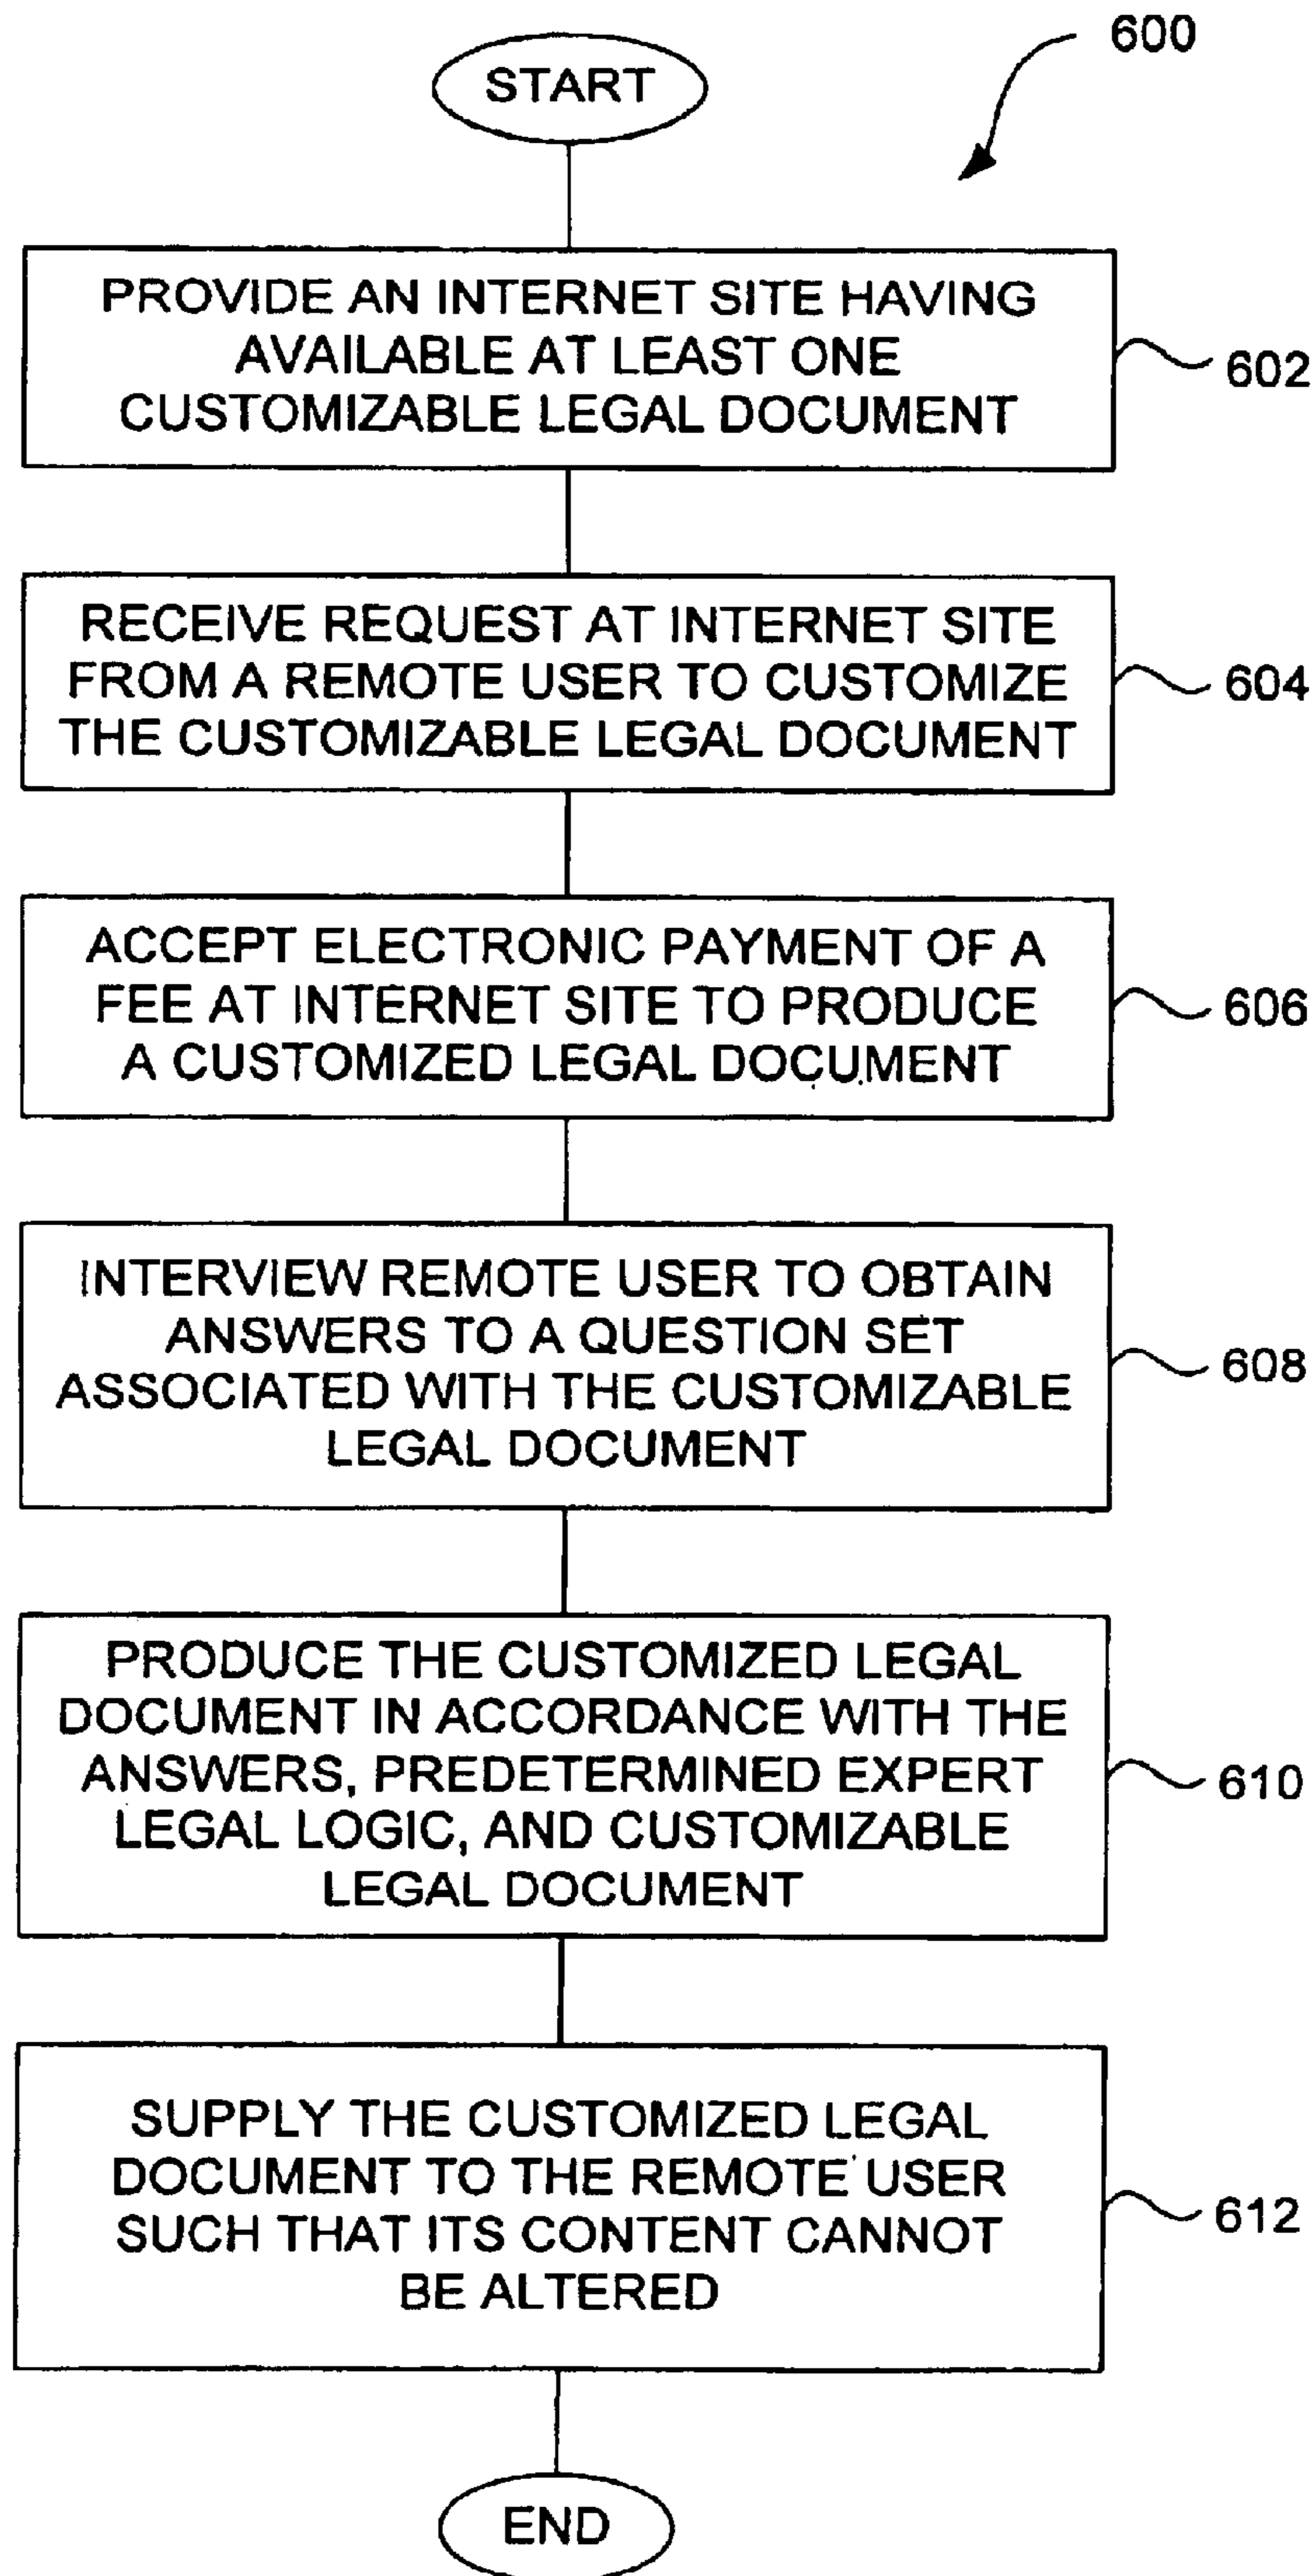 600
START
PROVIDE AN INTERNET SITE HAVING
AVAILABLE AT LEAST ONE
CUSTOMIZABLE LEGAL DOCUMENT
602
RECEIVE REQUEST AT INTERNET SITE
FROM A REMOTE USER TO CUSTOMIZE
THE CUSTOMIZABLE LEGAL DOCUMENT
604
ACCEPT ELECTRONIC PAYMENT OF A
FEE AT INTERNET SITE TO PRODUCE
A CUSTOMIZED LEGAL DOCUMENT
606
INTERVIEW REMOTE USER TO OBTAIN
ANSWERS TO A QUESTION SET
ASSOCIATED WITH THE CUSTOMIZABLE
LEGAL DOCUMENT
608
PRODUCE THE CUSTOMIZED LEGAL
DOCUMENT IN ACCORDANCE WITH THE
ANSWERS, PREDETERMINED EXPERT
LEGAL LOGIC, AND CUSTOMIZABLE
LEGAL DOCUMENT
610
SUPPLY THE CUSTOMIZED LEGAL
DOCUMENT TO THE REMOTE USER
SUCH THAT ITS CONTENT CANNOT
BE ALTERED
612
END